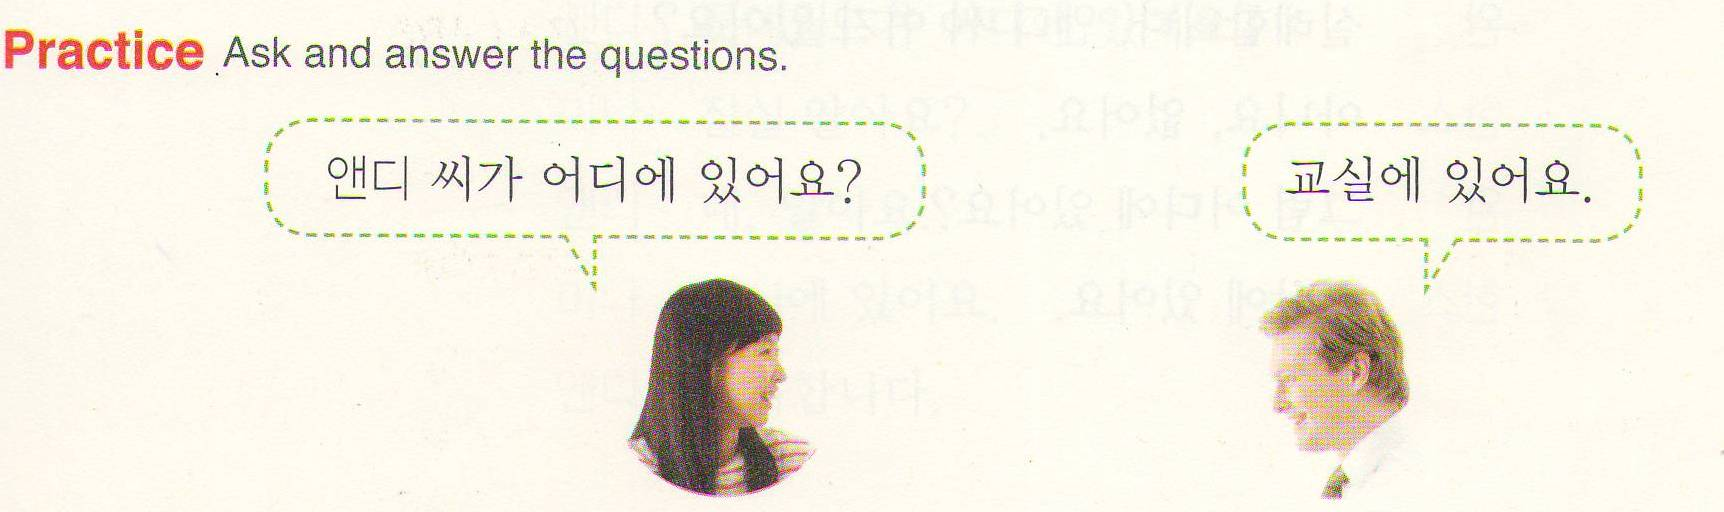 Practice Ask and answer the questions.
앤디 씨가 어디에 있어요?
교실에 있어요.